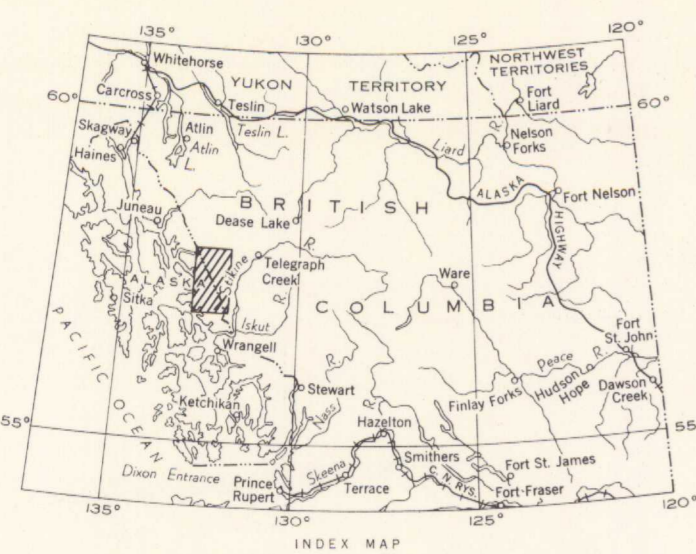 135°
130°
125°
120°
Whitehorse
NORTHWEST
TERRITORIES
YUKON TERRITORY
Carcross
60°
Teslin
Watson Lake
Fort
Liard
60°
Teslin L.
Skagway
Atlin
Liard
R.
Nelson
Forks
Haines
Atlin
L.
ALASKA
HIGHWAY
Fort Nelson
BRITISH
Juneau
Dease Lake
R.
Telegraph
Creek
Stikine
Ware
ALASKA
Sitka
R.
COLUMBIA
Iskut
Fort
St. John
Wrangell
PACIFIC OCEAN
R.
Peace
R.
Stewart
Hudson
Hope
Dawson
Creek
Finlay Forks
Ketchikan
Nass
R.
55°
Hazelton
55°
Smithers
Dixon Entrance
Skeena
C. N. RYS.
Fort St. James
Prince
Rupert
Terrace
Fort Fraser
135°
130°
125°
120°
INDEX MAP